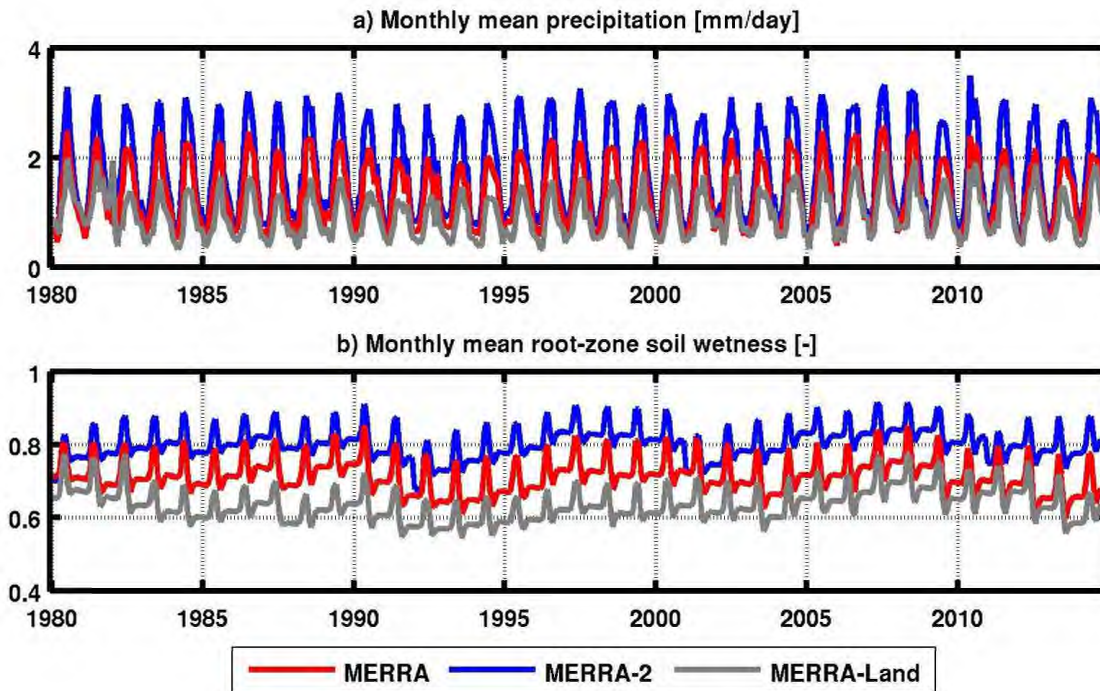 a) Monthly mean precipitation [mm/day]
4
2
0
1980 1985 1990 1995 2000 2005 2010
b) Monthly mean root-zone soil wetness [-]
1
0.8
0.6
0.4
1980 1985 1990 1995 2000 2005 2010
MERRA MERRA-2 MERRA-Land